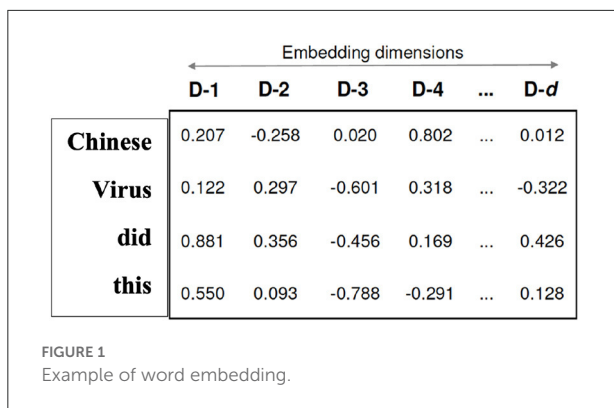 Embedding dimensions
D-1 D-2 D-3 D-4 ... D-d
Chinese 0.207 -0.258 0.020 0.802 ... 0.012
Virus 0.122 0.297 -0.601 0.318 ... -0.322
did 0.881 0.356 -0.456 0.169 ... 0.426
this 0.550 0.093 -0.788 -0.291 ... 0.128
FIGURE 1
Example of word embedding.